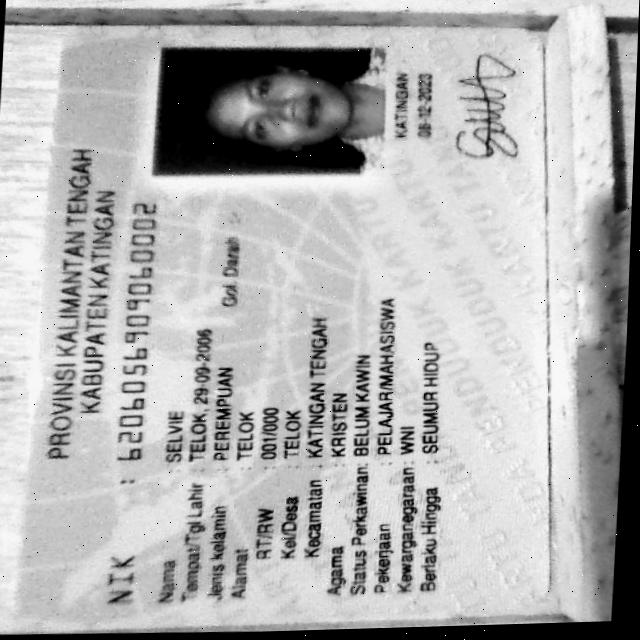 PROVINSI KALIMANTAN TENGAH
KABUPATEN KATINGAN
NIK : 6206056909060002
Nama : SELVIE
Tempat/Tgl Lahir : TELOK, 29-09-2006
Jenis kelamin : PEREMPUAN Gol. Darah
Alamat : TELOK
RT/RW : 001/000
Kel/Desa : TELOK
Kecamatan : KATINGAN TENGAH
Agama : KRISTEN
Status Perkawinan: BELUM KAWIN
Pekerjaan : PELAJAR/MAHASISWA
Kewarganegaraan: WNI
Berlaku Hingga : SEUMUR HIDUP
KATINGAN
08-12-2023